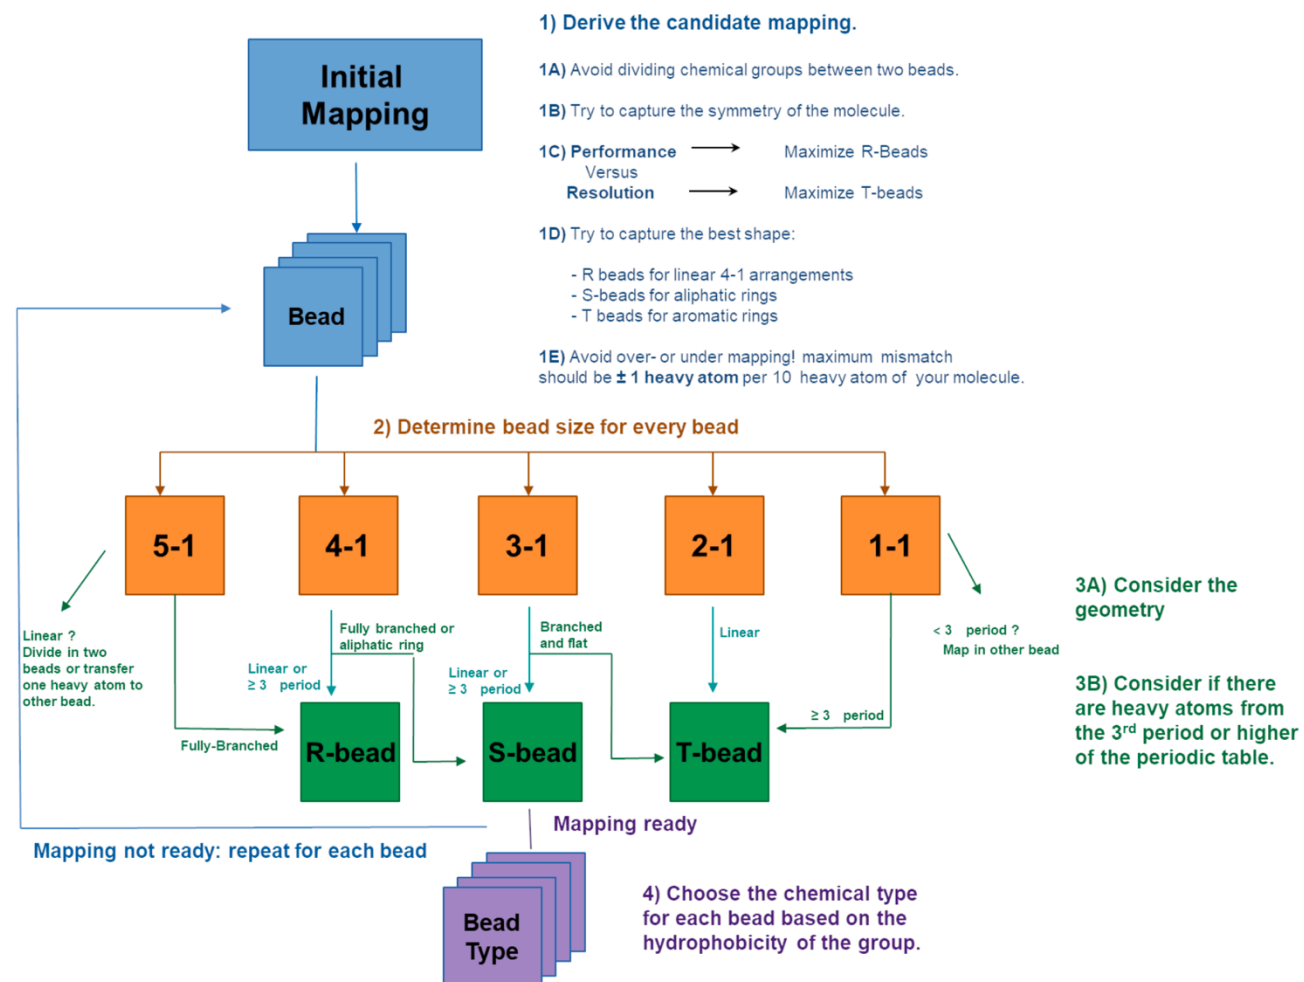 1) Derive the candidate mapping.
Initial
Mapping
1A) Avoid dividing chemical groups between two beads.
1B) Try to capture the symmetry of the molecule.
1C) Performance Maximize R-Beads
Versus
Resolution Maximize T-beads
1D) Try to capture the best shape:
- R beads for linear 4-1 arrangements
- S-beads for aliphatic rings
- T beads for aromatic rings
Bead
1E) Avoid over- or under mapping! maximum mismatch
should be ± 1 heavy atom per 10 heavy atom of your molecule.
2) Determine bead size for every bead
5-1
4-1
3-1
2-1
1-1
3A) Consider the
geometry
Linear ?
Divide in two
beads or transfer
one heavy atom to
other bead.
Fully branched or
aliphatic ring
Branched
and flat
Linear
< 3 period ?
Map in other bead
Linear or
≥ 3 period
Linear or
≥ 3 period
≥ 3 period
Fully-Branched
3B) Consider if there
are heavy atoms from
the 3rd period or higher
of the periodic table.
R-bead
S-bead
T-bead
Mapping ready
Mapping not ready: repeat for each bead
Bead
Type
4) Choose the chemical type
for each bead based on the
hydrophobicity of the group.